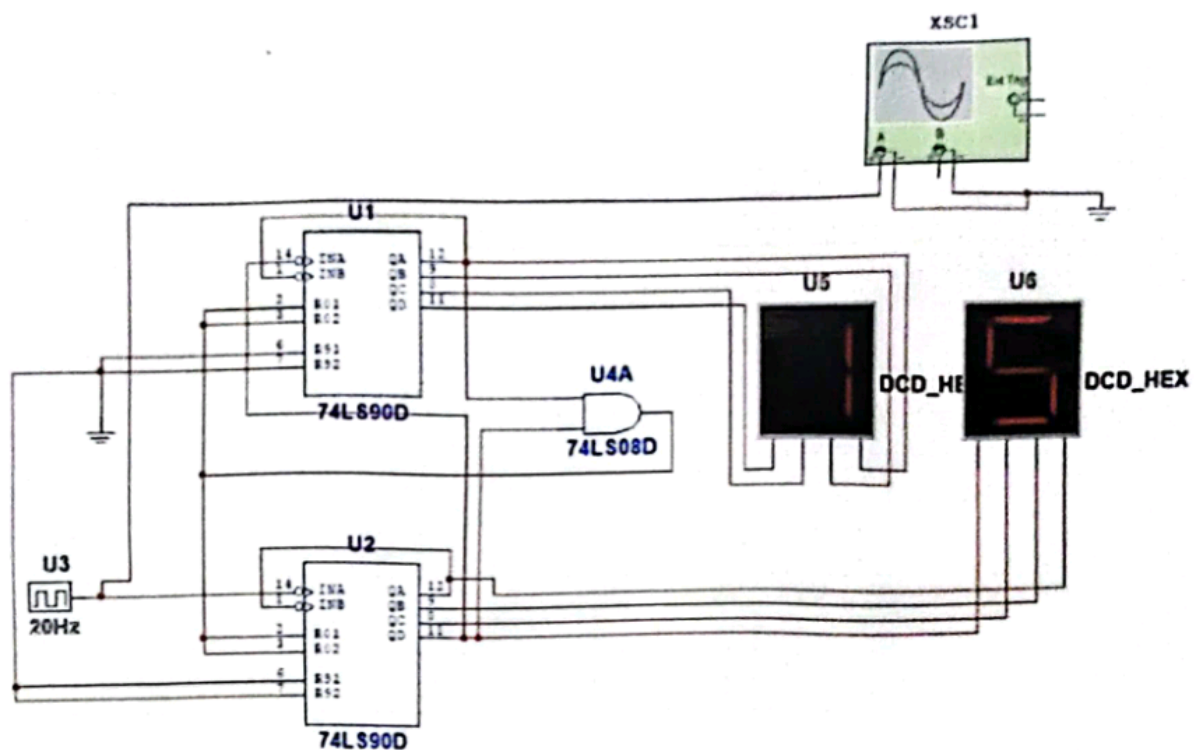 XSC1
Ext Trig
A
B
U1
14
INA
QA
12
1
INB
QB
9
QC
8
QD
11
2
R01
3
R02
6
R91
7
R92
74LS90D
U4A
74LS08D
U5
DCD_HE
U6
DCD_HEX
U3
20Hz
U2
14
INA
QA
12
1
INB
QB
9
QC
8
QD
11
2
R01
3
R02
6
R91
7
R92
74LS90D
1
5